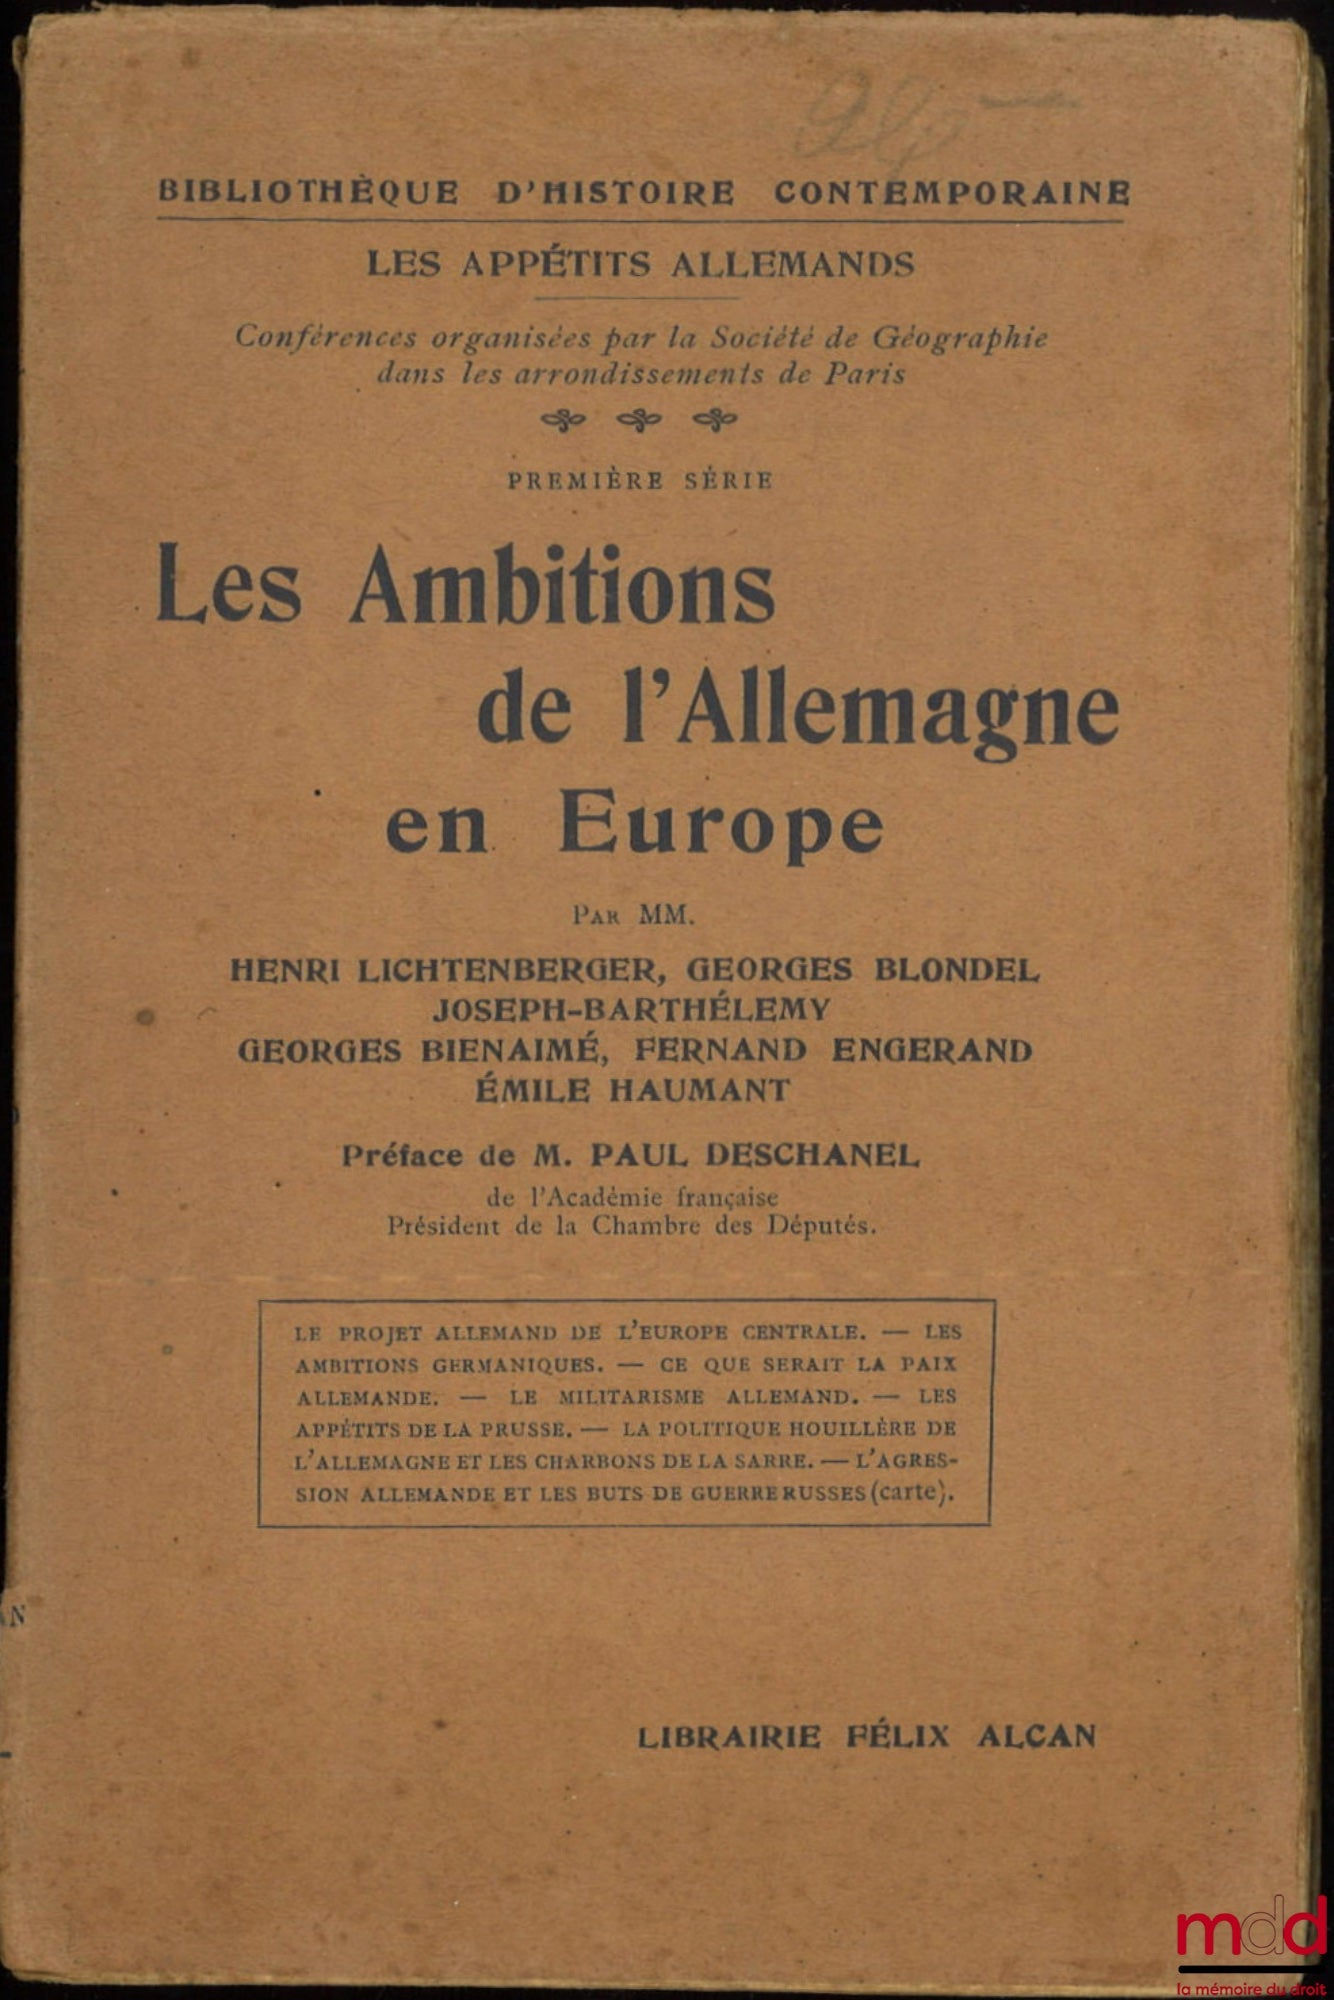 BIBLIOTHÈQUE D'HISTOIRE CONTEMPORAINE
LES APPÉTITS ALLEMANDS
Conférences organisées par la Société de Géographie
dans les arrondissements de Paris
PREMIÈRE SÉRIE
Les Ambitions
de l'Allemagne
en Europe
PAR MM.
HENRI LICHTENBERGER, GEORGES BLONDEL
JOSEPH-BARTHÉLEMY
GEORGES BIENAIMÉ, FERNAND ENGERAND
ÉMILE HAUMANT
Préface de M. PAUL DESCHANEL
de l'Académie française
Président de la Chambre des Députés.
LE PROJET ALLEMAND DE L'EUROPE CENTRALE. — LES
AMBITIONS GERMANIQUES. — CE QUE SERAIT LA PAIX
ALLEMANDE. — LE MILITARISME ALLEMAND. — LES
APPÉTITS DE LA PRUSSE. — LA POLITIQUE HOUILLÈRE DE
L'ALLEMAGNE ET LES CHARBONS DE LA SARRE. — L'AGRES-
SION ALLEMANDE ET LES BUTS DE GUERRE RUSSES (carte).
LIBRAIRIE FÉLIX ALCAN
mdd
la mémoire du droit